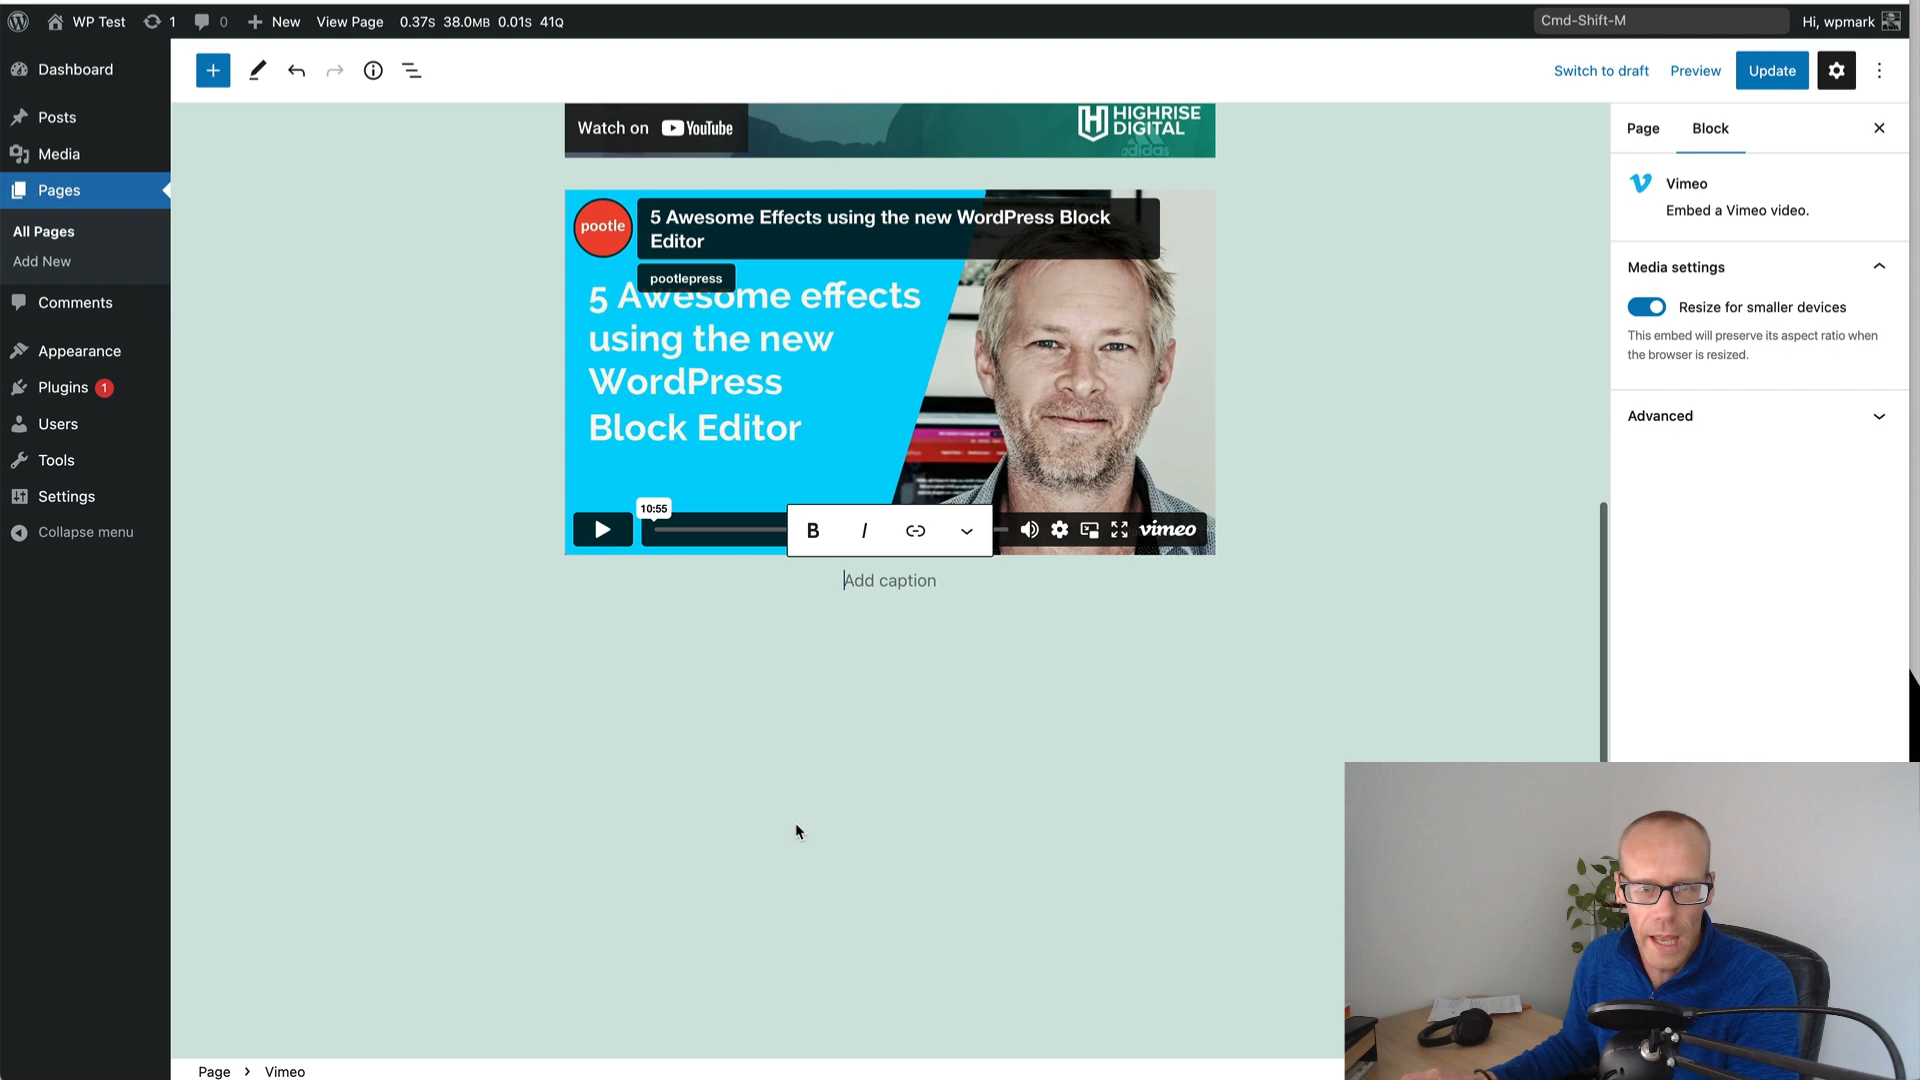 WP Test
1
0
New
View Page
0.37S 38.0MB 0.01S 41Q
Cmd-Shift-M
Hi, wpmark
Dashboard
Posts
Media
Pages
All Pages
Add New
Comments
Appearance
Plugins 1
Users
Tools
Settings
Collapse menu
Switch to draft
Preview
Update
Watch on YouTube
HIGHRISE
DIGITAL
adidas
pootle
5 Awesome Effects using the new WordPress Block
Editor
pootlepress
5 Awesome effects
using the new
WordPress
Block Editor
10:55
B I
vimeo
Add caption
Page
Block
Vimeo
Embed a Vimeo video.
Media settings
Resize for smaller devices
This embed will preserve its aspect ratio when
the browser is resized.
Advanced
Page > Vimeo